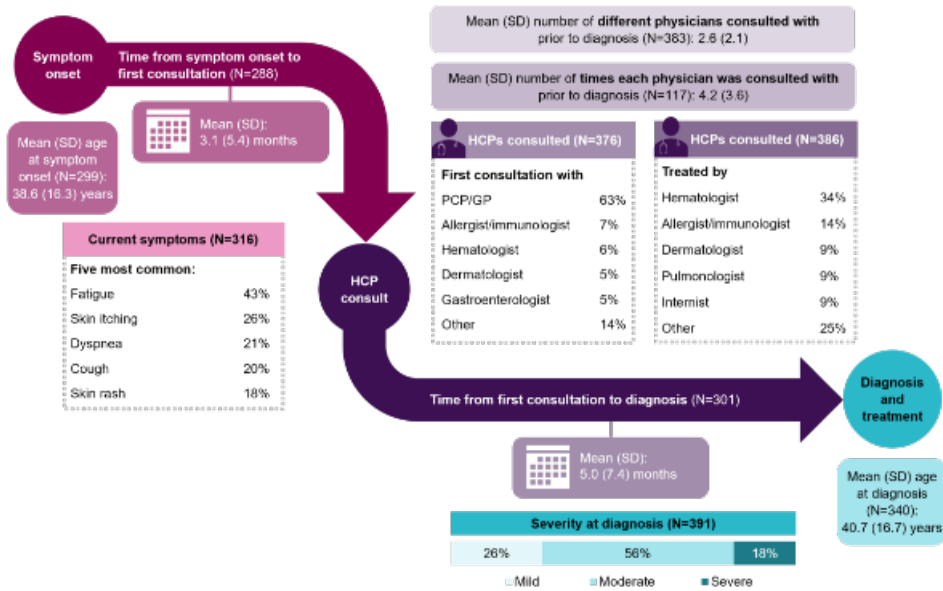 Symptom
onset
Time from symptom onset to
first consultation (N=288)
Mean (SD):
3.1 (5.4) months
Mean (SD) age
at symptom
onset (N=299):
38.6 (16.3) years
Mean (SD) number of different physicians consulted with
prior to diagnosis (N=383): 2.6 (2.1)
Mean (SD) number of times each physician was consulted with
prior to diagnosis (N=117): 4.2 (3.6)
HCPs consulted (N=376)
First consultation with
PCP/GP 63%
Allergist/immunologist 7%
Hematologist 6%
Dermatologist 5%
Gastroenterologist 5%
Other 14%
HCPs consulted (N=386)
Treated by
Hematologist 34%
Allergist/immunologist 14%
Dermatologist 9%
Pulmonologist 9%
Internist 9%
Other 25%
Current symptoms (N=316)
Five most common:
Fatigue 43%
Skin itching 26%
Dyspnea 21%
Cough 20%
Skin rash 18%
HCP
consult
Time from first consultation to diagnosis (N=301)
Mean (SD):
5.0 (7.4) months
Diagnosis
and
treatment
Mean (SD) age
at diagnosis
(N=340):
40.7 (16.7) years
Severity at diagnosis (N=391)
26% 56% 18%
Mild Moderate Severe